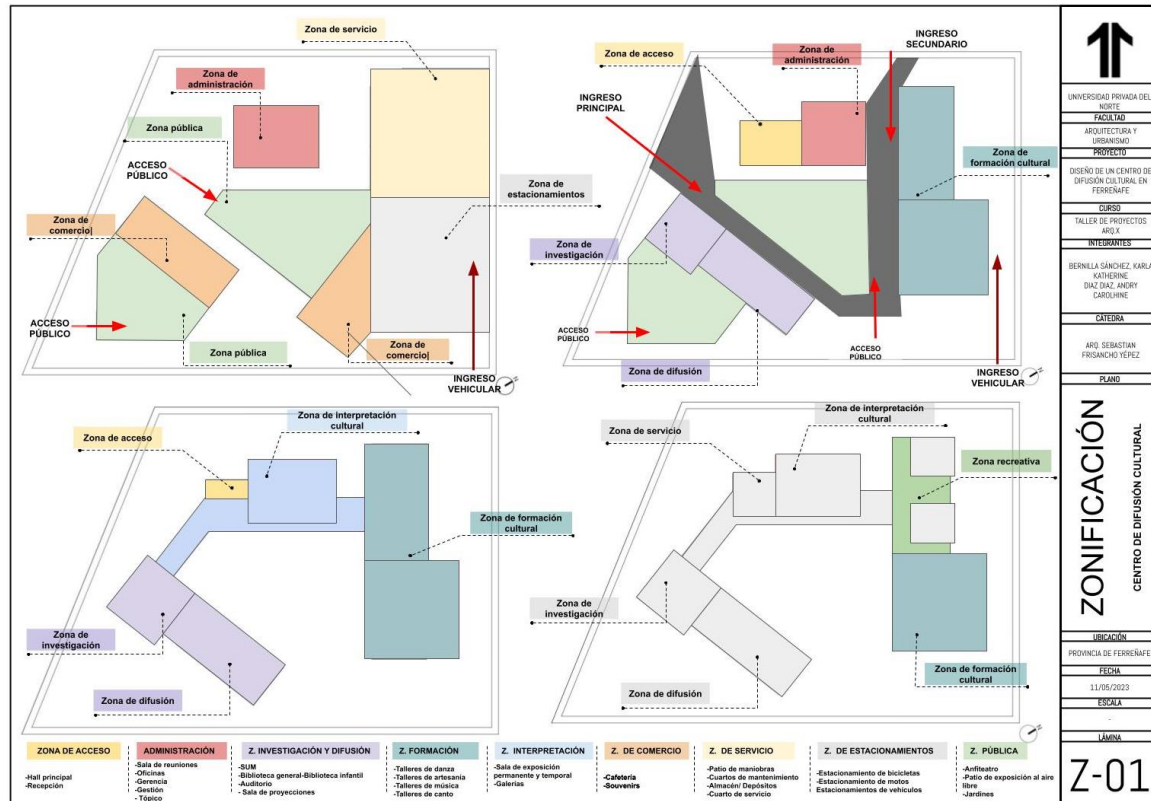 Zona de servicio
Zona de
administración
Zona pública
ACCESO
PÚBLICO
Zona de
estacionamientos
Zona de
comercio|
ACCESO
PÚBLICO
Zona pública
Zona de
comercio|
INGRESO
VEHICULAR
INGRESO
SECUNDARIO
Zona de acceso
Zona de
administración
INGRESO
PRINCIPAL
Zona de
formación cultural
Zona de
investigación
ACCESO
PÚBLICO
ACCESO
PÚBLICO
Zona de difusión
INGRESO
VEHICULAR
Zona de interpretación
cultural
Zona de acceso
Zona de formación
cultural
Zona de
investigación
Zona de difusión
Zona de interpretación
cultural
Zona de servicio
Zona recreativa
Zona de
investigación
Zona de difusión
Zona de formación
cultural
ZONA DE ACCESO
-Hall principal
-Recepción
ADMINISTRACIÓN
-Sala de reuniones
-Oficinas
-Gerencia
-Gestión
- Tópico
Z. INVESTIGACIÓN Y DIFUSIÓN
-SUM
-Biblioteca general-Biblioteca infantil
-Auditorio
- Sala de proyecciones
Z. FORMACIÓN
-Talleres de danza
-Talleres de artesanía
-Talleres de música
-Talleres de canto
Z. INTERPRETACIÓN
-Sala de exposición
permanente y temporal
-Galerías
Z. DE COMERCIO
-Cafetería
-Souvenirs
Z. DE SERVICIO
-Patio de maniobras
-Cuartos de mantenimiento
-Almacén/ Depósitos
-Cuarto de servicio
Z. DE ESTACIONAMIENTOS
-Estacionamiento de bicicletas
-Estacionamiento de motos
Estacionamientos de vehículos
Z. PÚBLICA
-Anfiteatro
-Patio de exposición al aire
libre
-Jardines
UNIVERSIDAD PRIVADA DEL
NORTE
FACULTAD
ARQUITECTURA Y
URBANISMO
PROYECTO
DISEÑO DE UN CENTRO DE
DIFUSIÓN CULTURAL EN
FERREÑAFE
CURSO
TALLER DE PROYECTOS
ARQ.X
INTEGRANTES
BERNILLA SÁNCHEZ, KARLA
KATHERINE
DIAZ DIAZ, ANDRY
CAROLHINE
CÁTEDRA
ARQ. SEBASTIAN
FRISANCHO YÉPEZ
PLANO
ZONIFICACIÓN
CENTRO DE DIFUSIÓN CULTURAL
UBICACIÓN
PROVINCIA DE FERREÑAFE
FECHA
11/05/2023
ESCALA
-
LÁMINA
Z-01